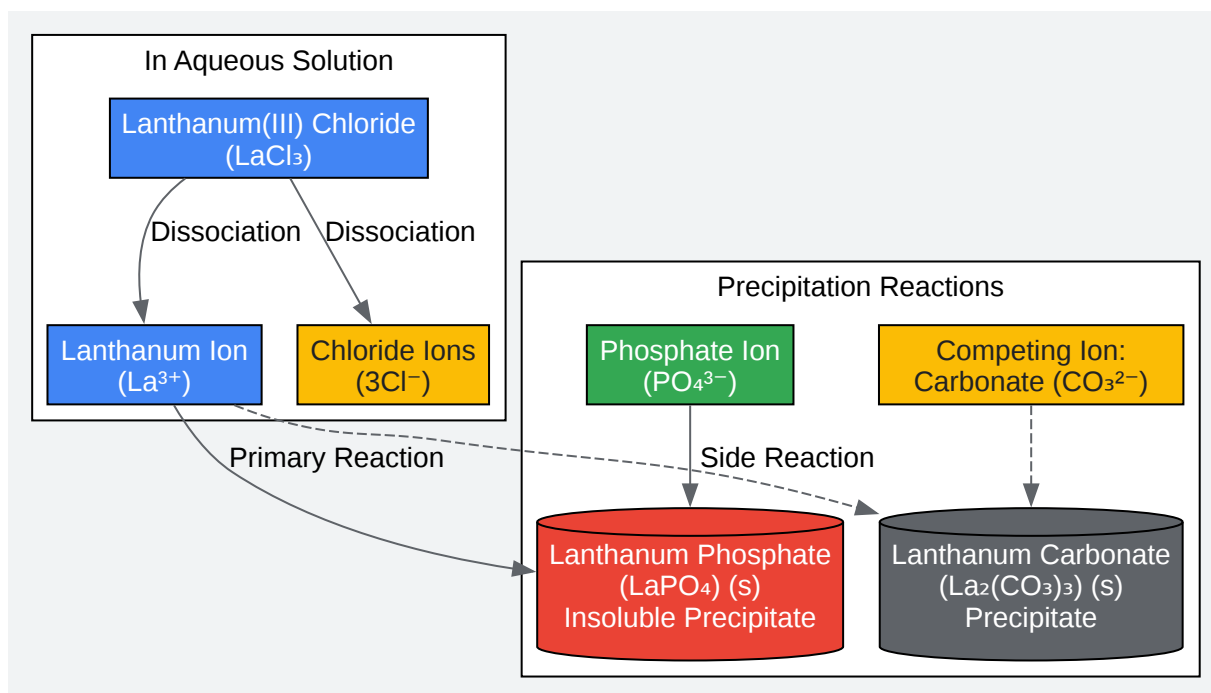 In Aqueous Solution
Lanthanum(III) Chloride
(LaCl₃)
Dissociation
Dissociation
Lanthanum Ion
(La³⁺)
Chloride Ions
(3Cl⁻)
Precipitation Reactions
Phosphate Ion
(PO₄³⁻)
Competing Ion:
Carbonate (CO₃²⁻)
Primary Reaction
Side Reaction
Lanthanum Phosphate
(LaPO₄) (s)
Insoluble Precipitate
Lanthanum Carbonate
(La₂(CO₃)₃) (s)
Precipitate